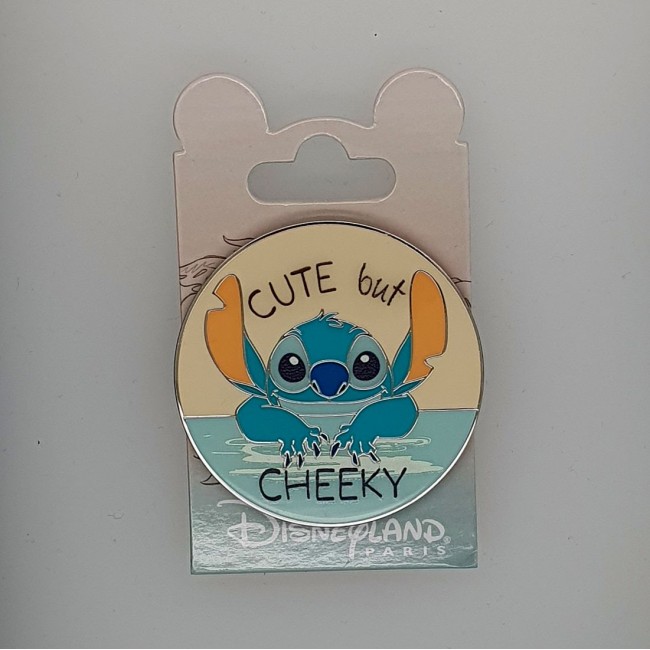 CUTE but
CHEEKY
Disneyland®
PARIS